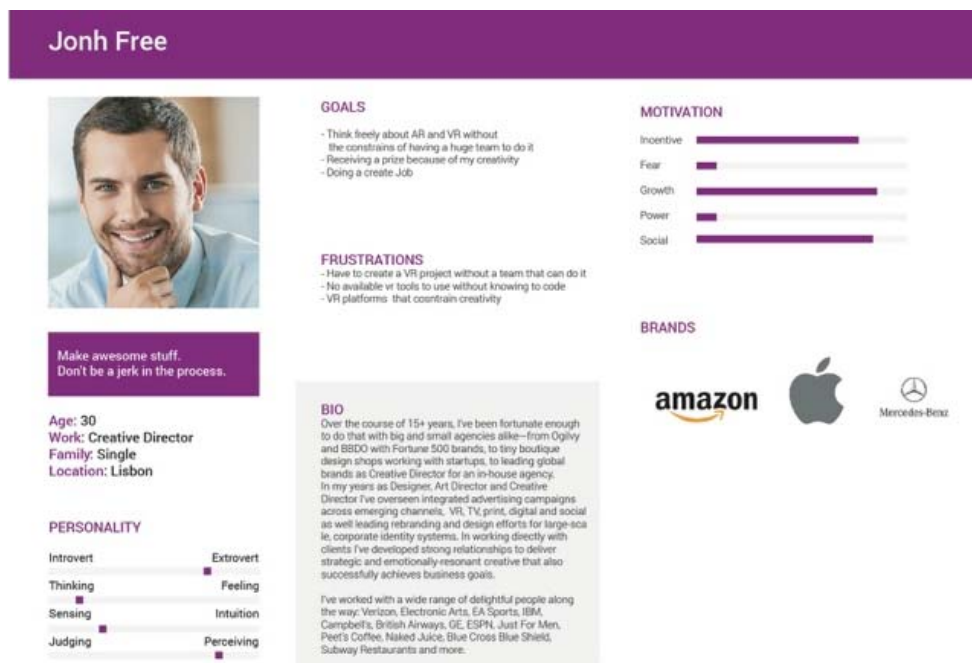 Jonh Free
Make awesome stuff.
Don't be a jerk in the process.
Age: 30
Work: Creative Director
Family: Single
Location: Lisbon
PERSONALITY
Introvert Extrovert
Thinking Feeling
Sensing Intuition
Judging Perceiving
GOALS
- Think freely about AR and VR without
the constrains of having a huge team to do it
- Receiving a prize because of my creativity
- Doing a create Job
FRUSTRATIONS
- Have to create a VR project without a team that can do it
- No available vr tools to use without knowing to code
- VR platforms that cosntrain creativity
BIO
Over the course of 15+ years, I've been fortunate enough
to do that with big and small agencies alike—from Ogilvy
and BBDO with Fortune 500 brands, to tiny boutique
design shops working with startups, to leading global
brands as Creative Director for an in-house agency.
In my years as Designer, Art Director and Creative
Director I've overseen integrated advertising campaigns
across emerging channels, VR, TV, print, digital and social
as well leading rebranding and design efforts for large-sca
le, corporate identity systems. In working directly with
clients I've developed strong relationships to deliver
strategic and emotionally-resonant creative that also
successfully achieves business goals.
I've worked with a wide range of delightful people along
the way: Verizon, Electronic Arts, EA Sports, IBM,
Campbell's, British Airways, GE, ESPN, Just For Men,
Peet's Coffee, Naked Juice, Blue Cross Blue Shield,
Subway Restaurants and more.
MOTIVATION
Incentive
Fear
Growth
Power
Social
BRANDS
amazon
Mercedes-Benz